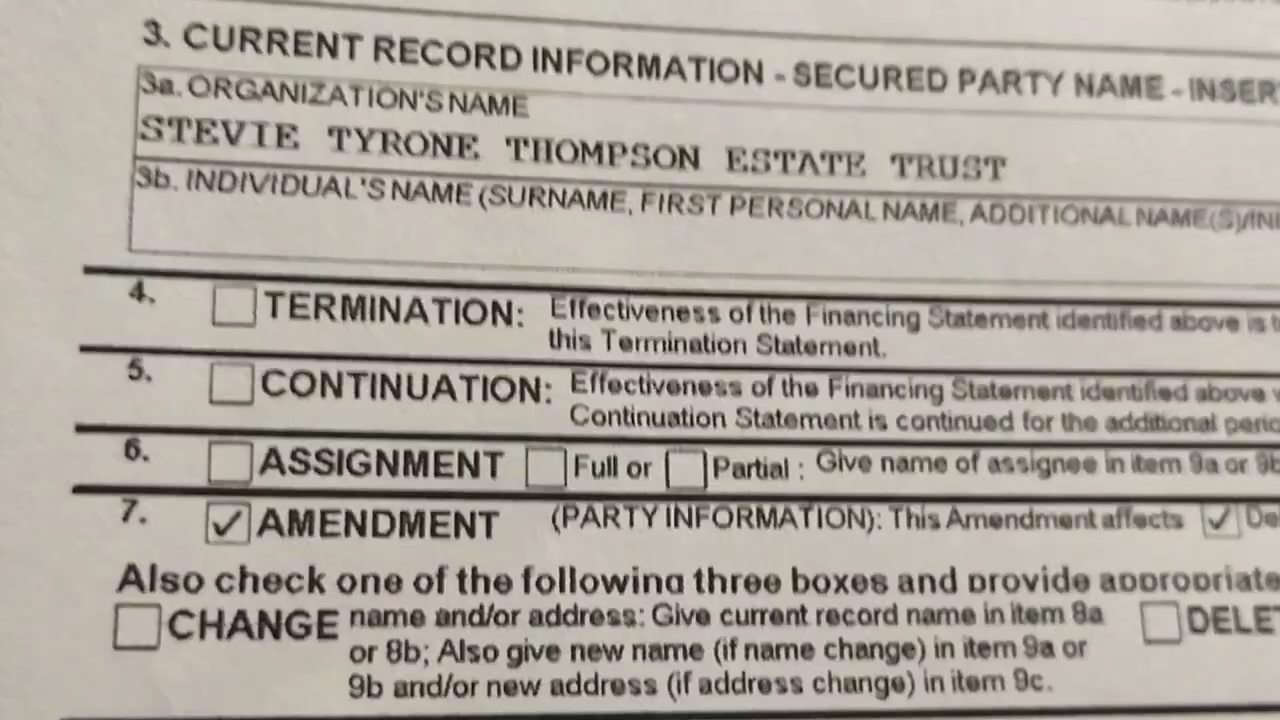 3. CURRENT RECORD INFORMATION - SECURED PARTY NAME - INSER
3a. ORGANIZATION'S NAME
STEVIE TYRONE THOMPSON ESTATE TRUST
3b. INDIVIDUAL'S NAME (SURNAME, FIRST PERSONAL NAME, ADDITIONAL NAME(S)/INI
4. TERMINATION: Effectiveness of the Financing Statement identified above is t
this Termination Statement.
5. CONTINUATION: Effectiveness of the Financing Statement identified above
Continuation Statement is continued for the additional perio
6. ASSIGNMENT Full or Partial : Give name of assignee in item 9a or 9b
7. ✓ AMENDMENT (PARTY INFORMATION): This Amendment affects ✓ De
Also check one of the following three boxes and provide appropriate
CHANGE name and/or address: Give current record name in item 8a DELET
or 8b; Also give new name (if name change) in item 9a or
9b and/or new address (if address change) in item 9c.